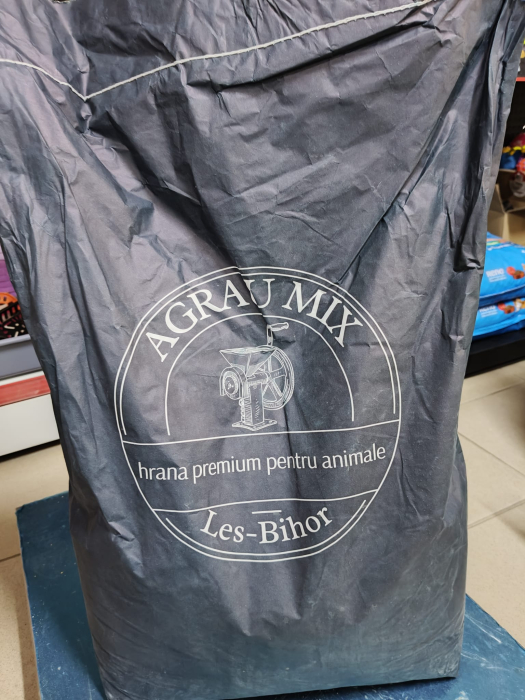 AGRAU MIX
hrana premium pentru animale
Les-Bihor